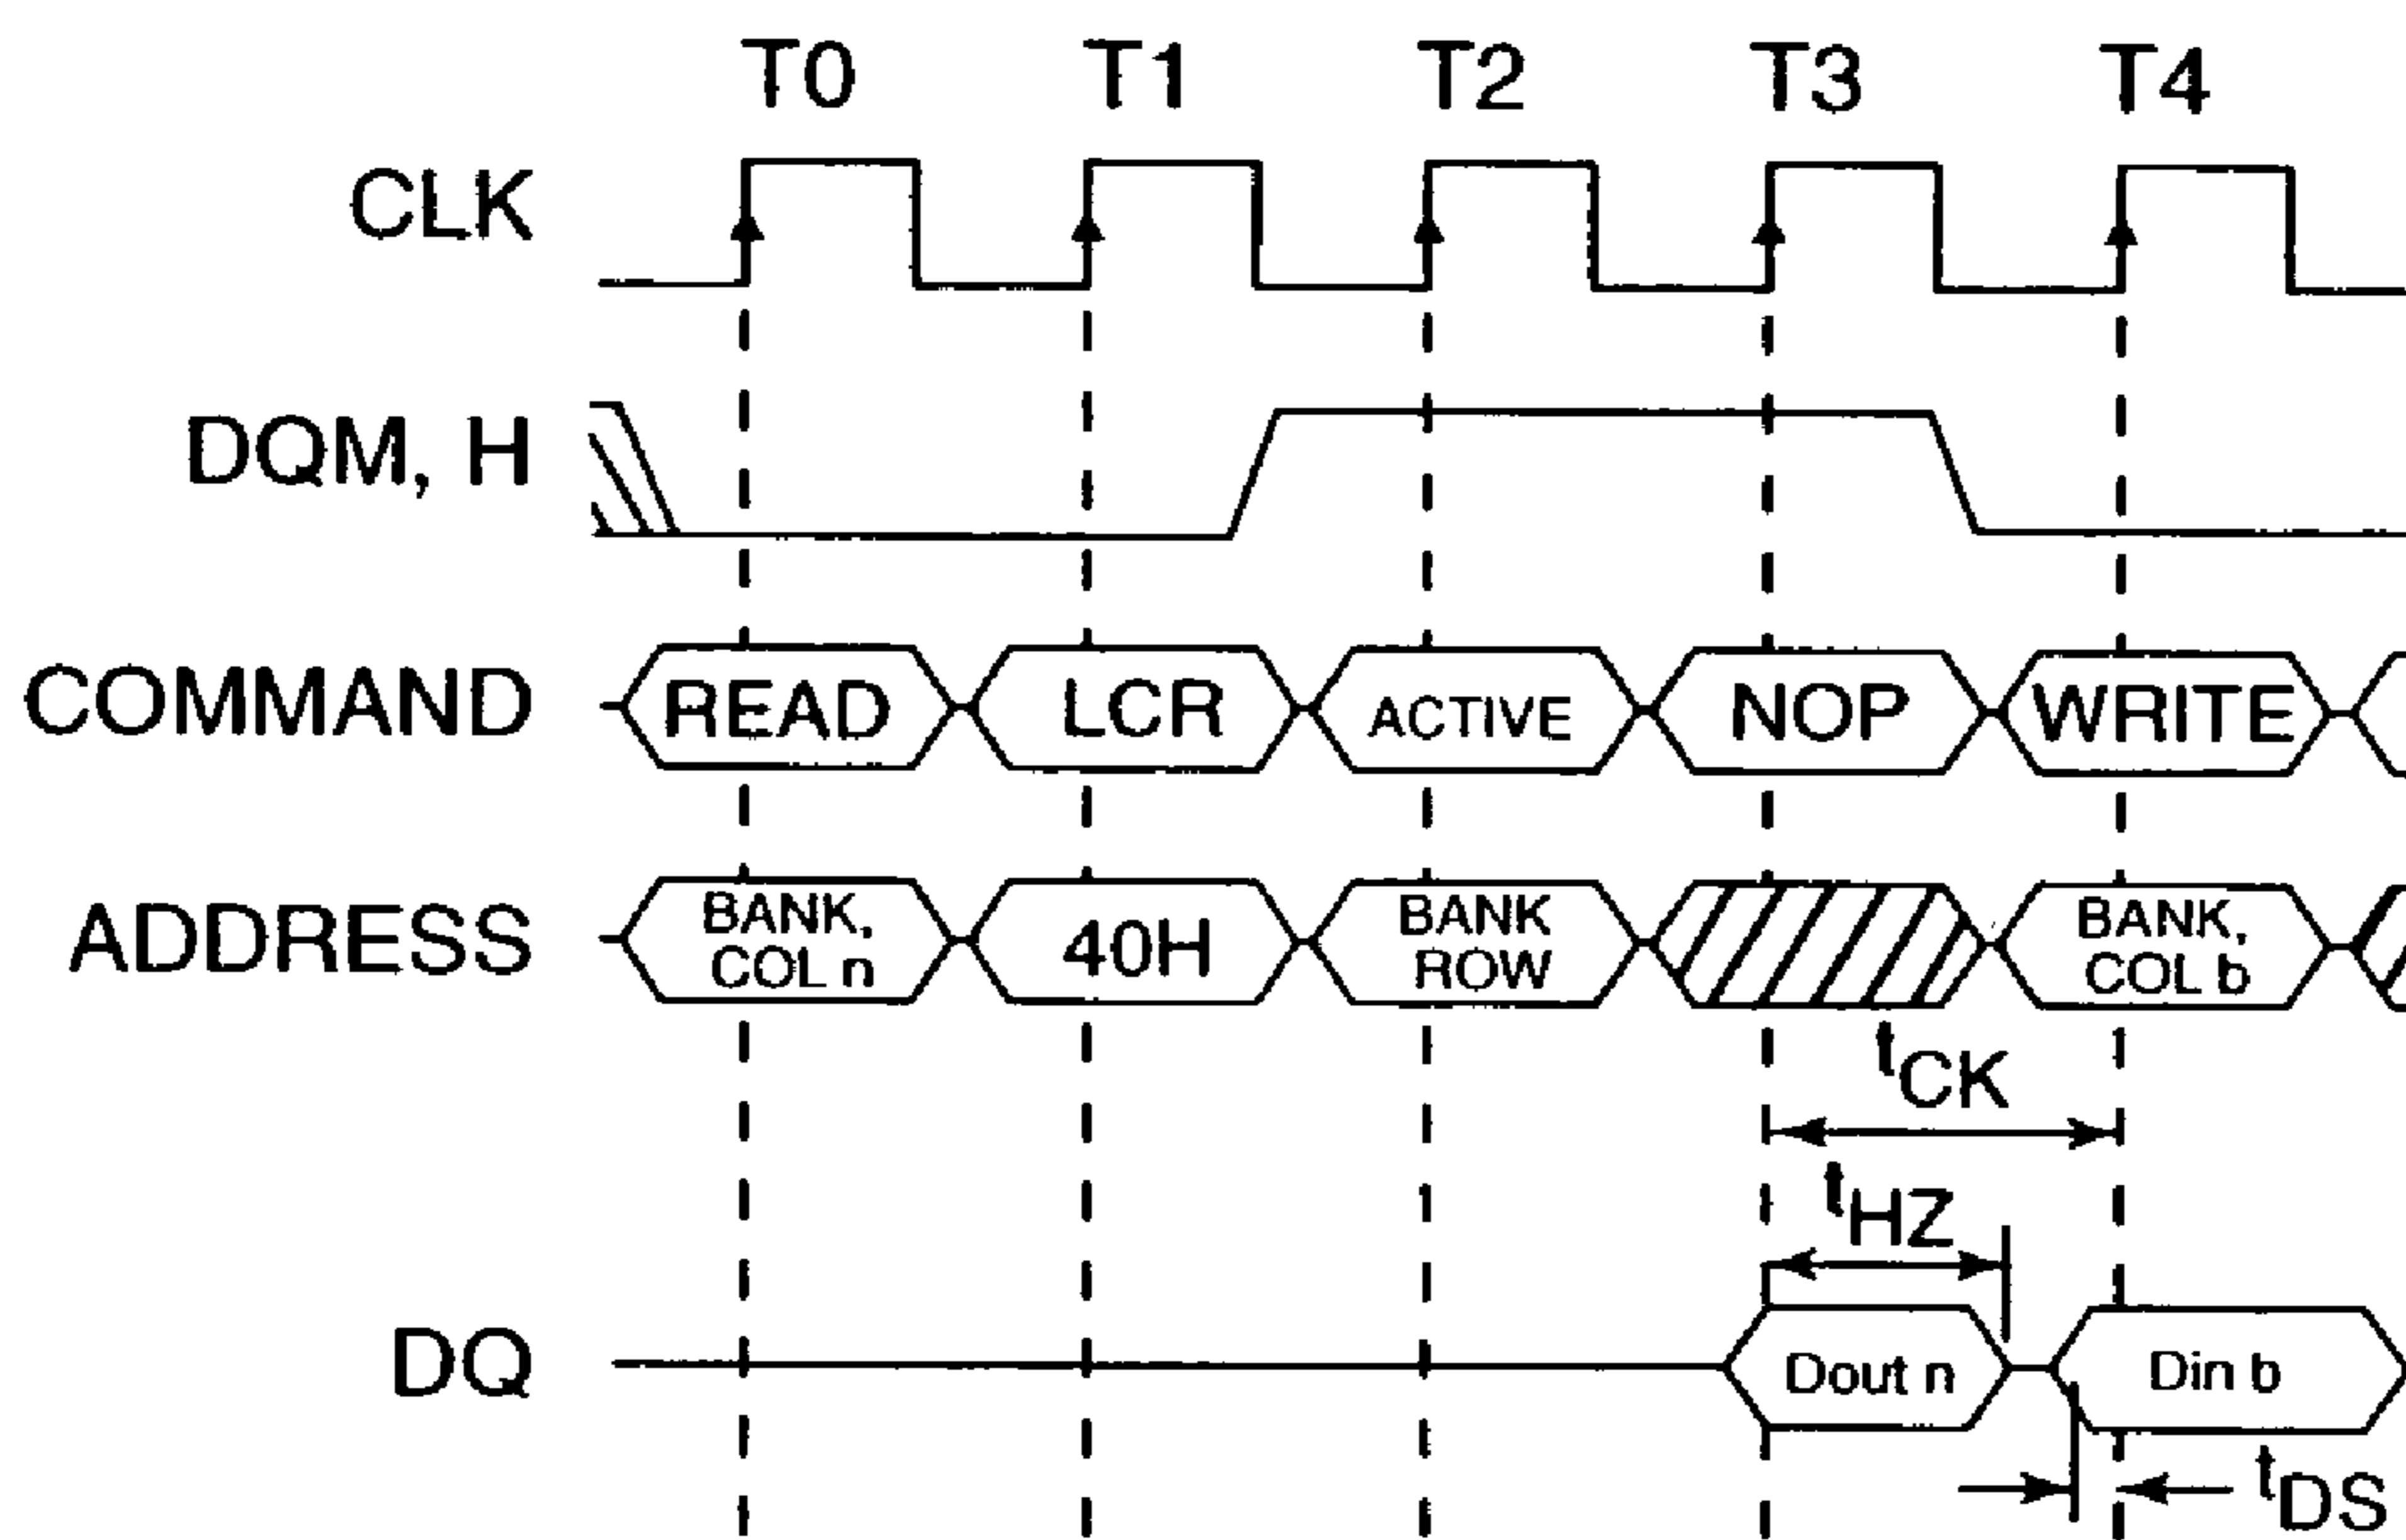 T0 T1 T2 T3 T4
CLK
DQM, H
COMMAND READ LCR ACTIVE NOP WRITE
ADDRESS BANK, COL n 40H BANK ROW BANK, COL b
tCK
tHZ
DQ Dout n Din b
tDS